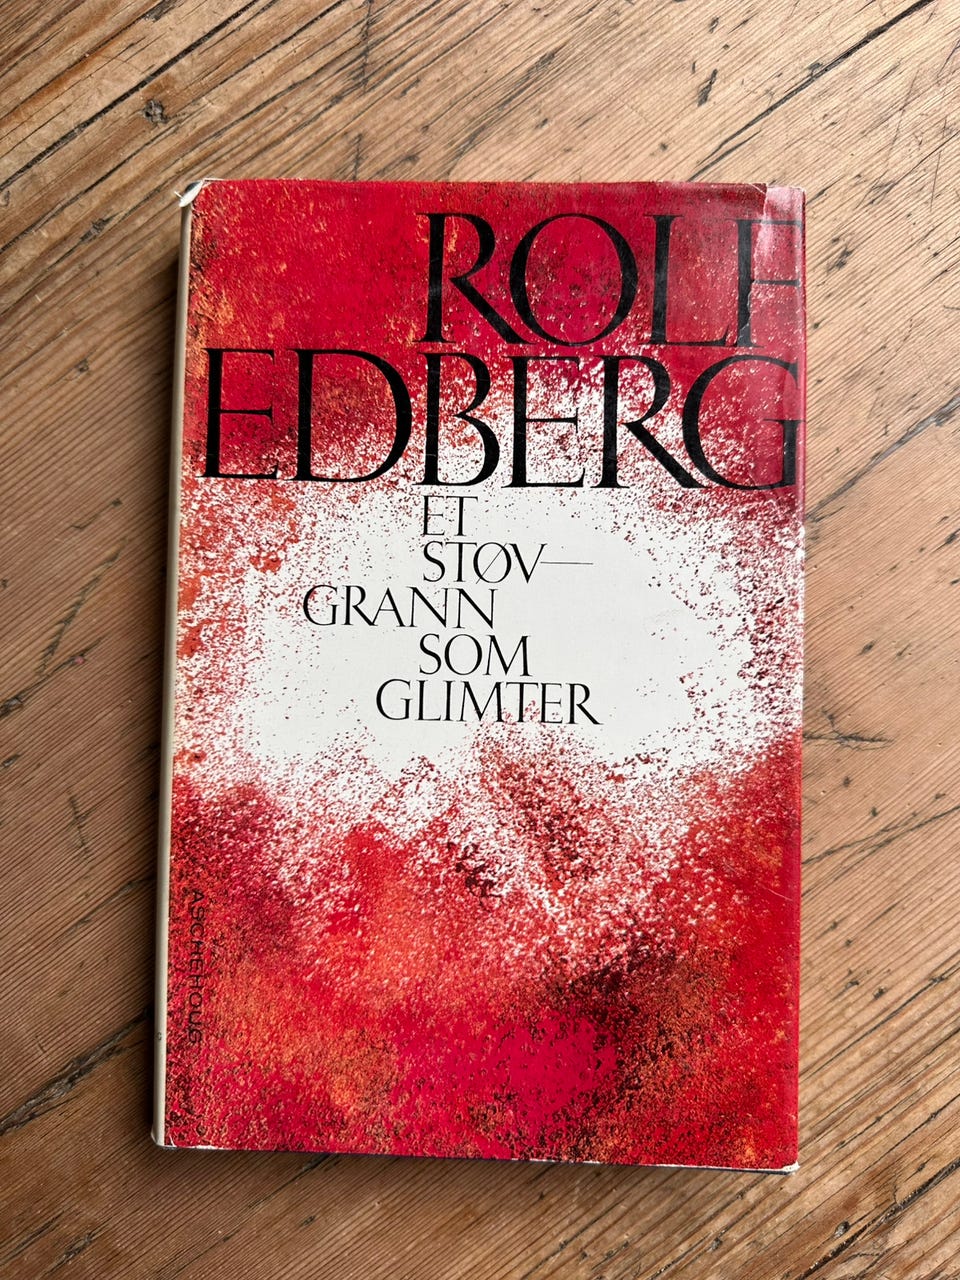 ROLF
EDBERG
ET
STØV—
GRANN
SOM
GLIMTER
ASCHEHOUG